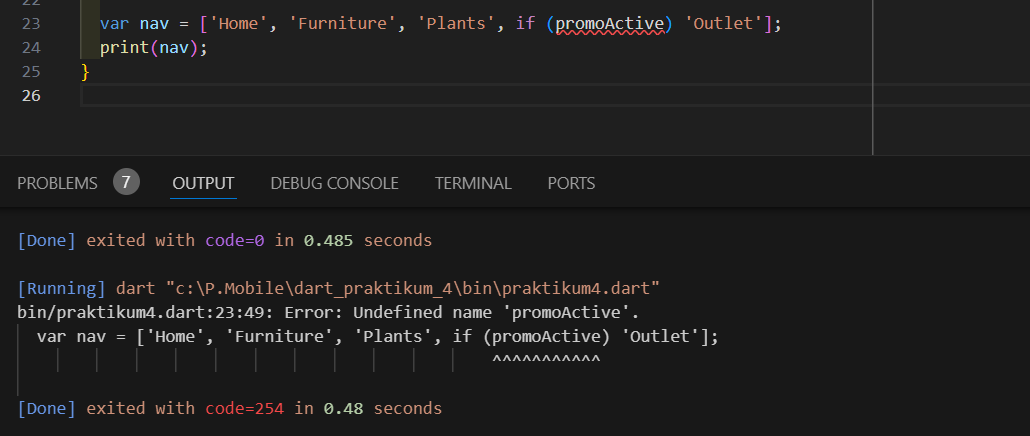 22
23 var nav = ['Home', 'Furniture', 'Plants', if (promoActive) 'Outlet'];
24 print(nav);
25 }
26
PROBLEMS 7 OUTPUT DEBUG CONSOLE TERMINAL PORTS
[Done] exited with code=0 in 0.485 seconds
[Running] dart "c:\P.Mobile\dart_praktikum_4\bin\praktikum4.dart"
bin/praktikum4.dart:23:49: Error: Undefined name 'promoActive'.
var nav = ['Home', 'Furniture', 'Plants', if (promoActive) 'Outlet'];
^^^^^^^^^^^
[Done] exited with code=254 in 0.48 seconds